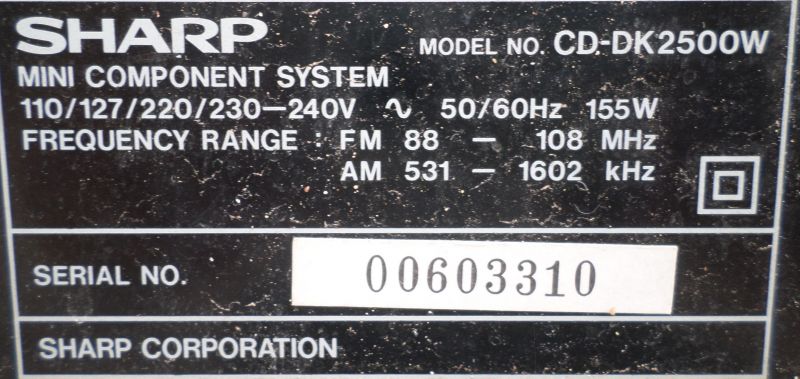 SHARP MODEL NO. CD-DK2500W
MINI COMPONENT SYSTEM
110/127/220/230—240V ∿ 50/60Hz 155W
FREQUENCY RANGE : FM 88 — 108 MHz
AM 531 — 1602 kHz
SERIAL NO. 00603310
SHARP CORPORATION